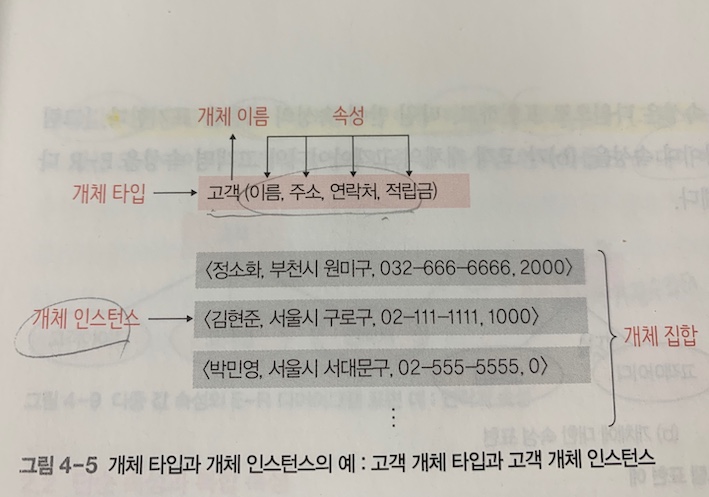 개체 이름 속성
개체 타입 고객 (이름, 주소, 연락처, 적립금)
〈정소화, 부천시 원미구, 032-666-6666, 2000〉
개체 인스턴스 〈김현준, 서울시 구로구, 02-111-1111, 1000〉
개체 집합
〈박민영, 서울시 서대문구, 02-555-5555, 0〉
⋮
그림 4-5 개체 타입과 개체 인스턴스의 예 : 고객 개체 타입과 고객 개체 인스턴스